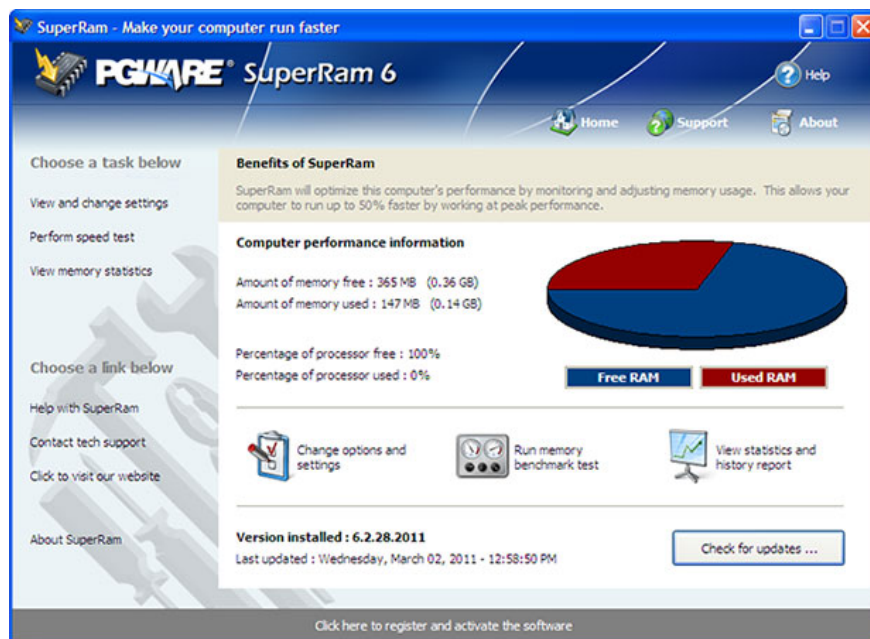 SuperRam - Make your computer run faster
PGWARE® SuperRam 6
Help
Home
Support
About
Choose a task below
View and change settings
Perform speed test
View memory statistics
Choose a link below
Help with SuperRam
Contact tech support
Click to visit our website
About SuperRam
Benefits of SuperRam
SuperRam will optimize this computer's performance by monitoring and adjusting memory usage. This allows your
computer to run up to 50% faster by working at peak performance.
Computer performance information
Amount of memory free : 365 MB (0.36 GB)
Amount of memory used : 147 MB (0.14 GB)
Percentage of processor free : 100%
Percentage of processor used : 0%
Free RAM
Used RAM
Change options and
settings
Run memory
benchmark test
View statistics and
history report
Version installed : 6.2.28.2011
Last updated : Wednesday, March 02, 2011 - 12:58:50 PM
Check for updates ...
Click here to register and activate the software